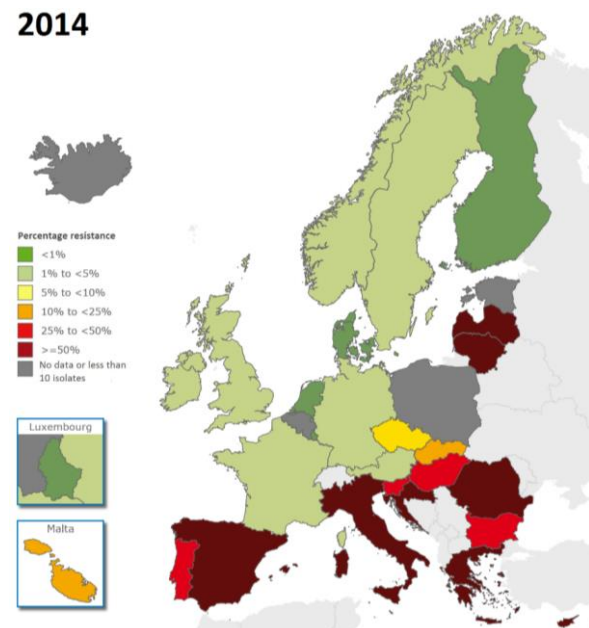 2014
Percentage resistance
<1%
1% to <5%
5% to <10%
10% to <25%
25% to <50%
>=50%
No data or less than
10 isolates
Luxembourg
Malta